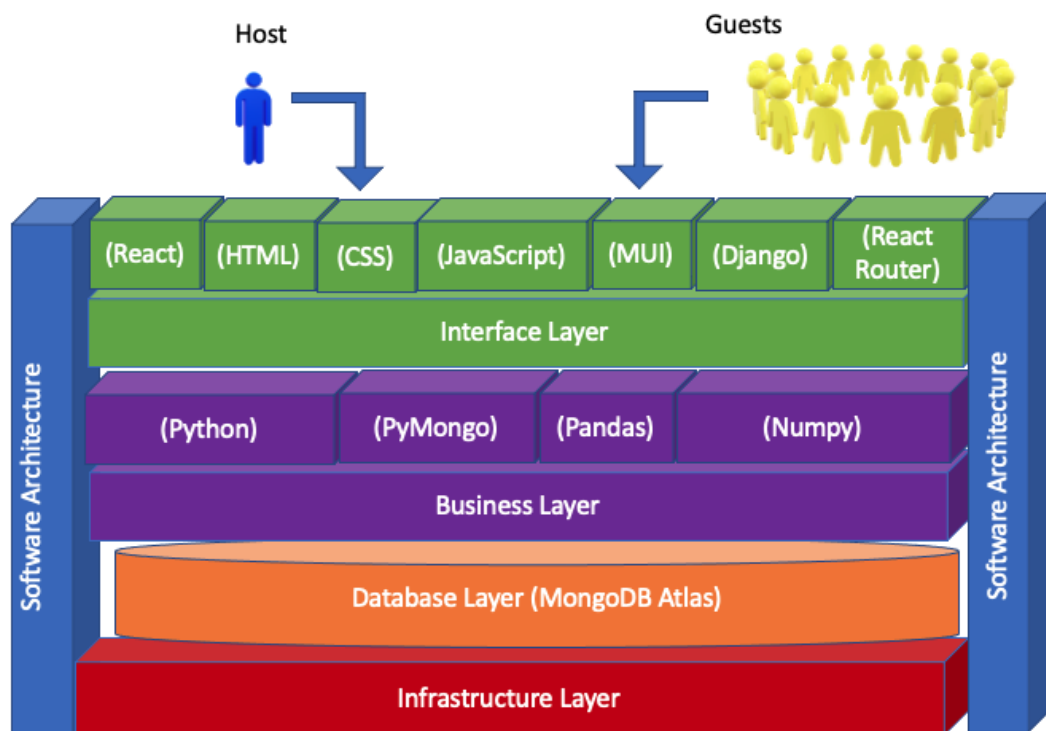 Host
Guests
(React)
(HTML)
(CSS)
(JavaScript)
(MUI)
(Django)
(React
Router)
Interface Layer
(Python)
(PyMongo)
(Pandas)
(Numpy)
Business Layer
Database Layer (MongoDB Atlas)
Infrastructure Layer
Software Architecture
Software Architecture